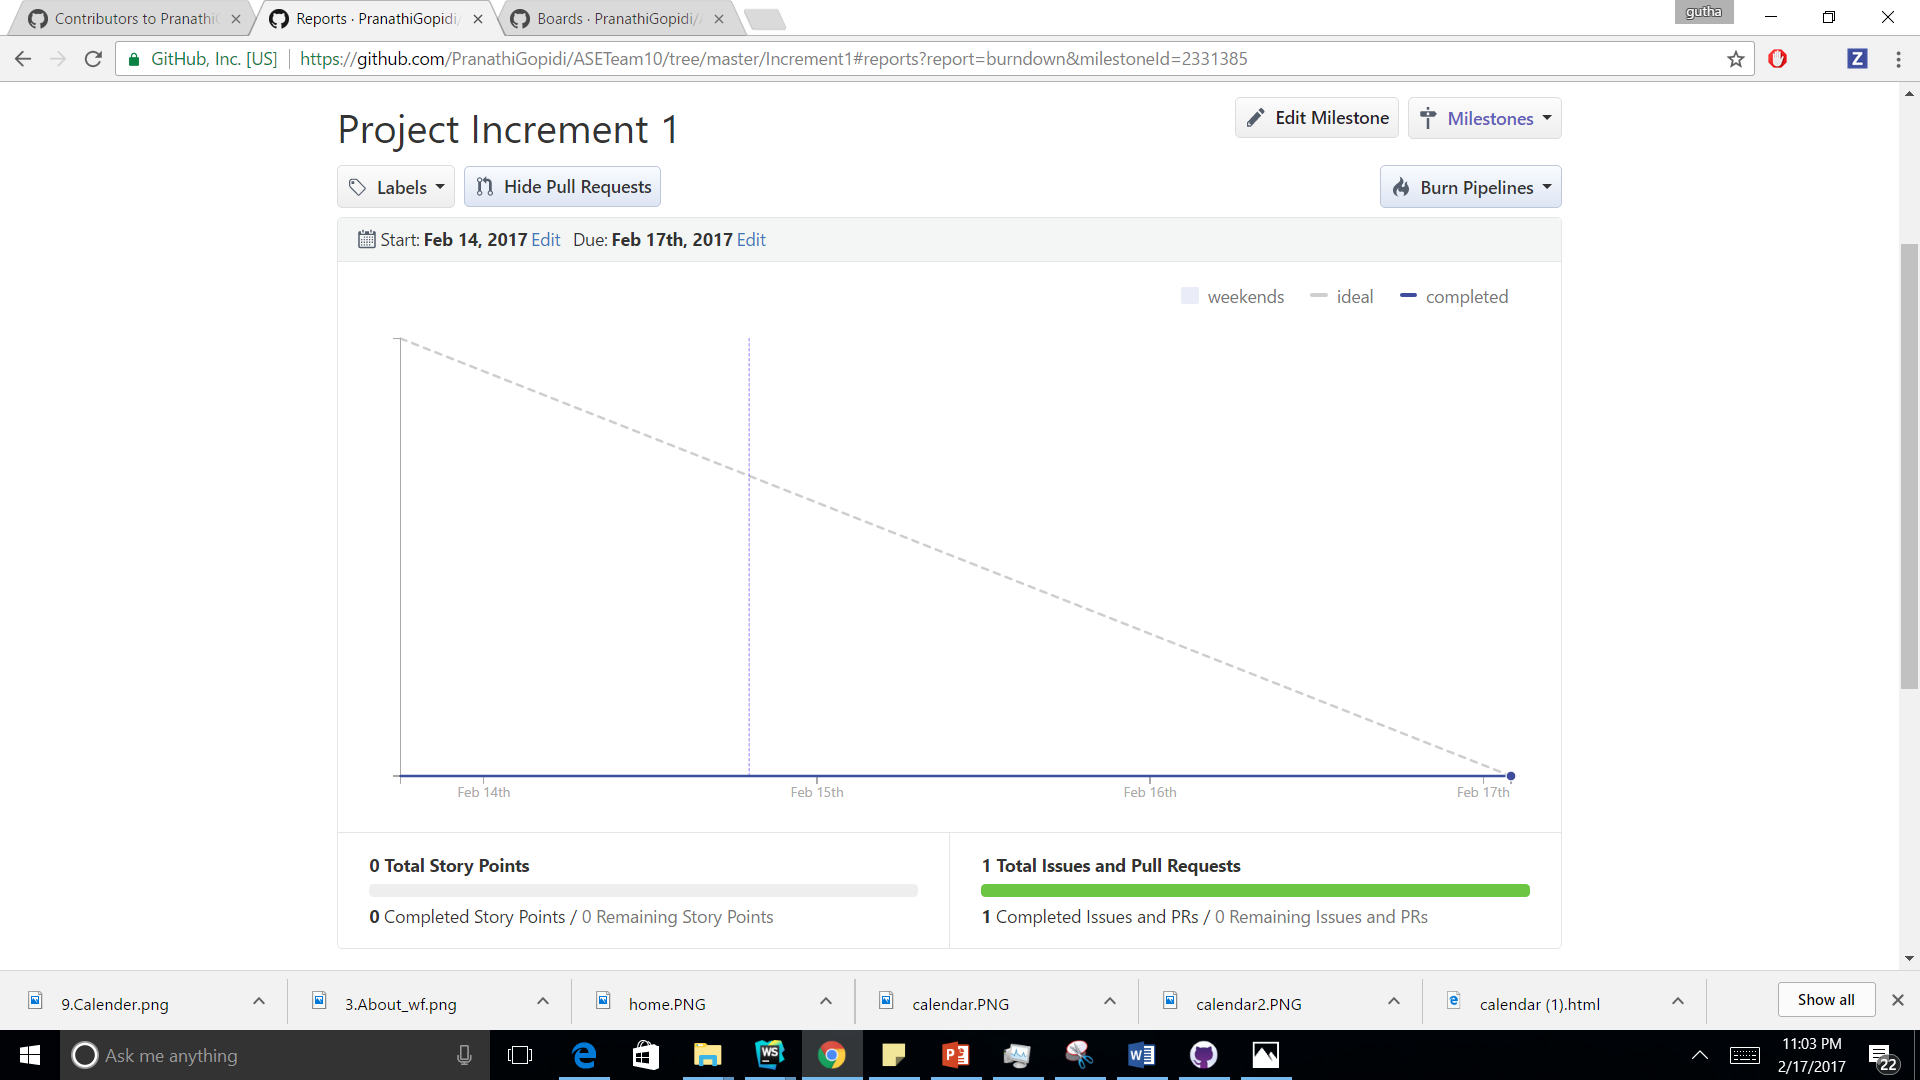 Contributors to Pranathi
Reports · PranathiGopidi/
Boards · PranathiGopidi/
gutha
GitHub, Inc. [US]
https://github.com/PranathiGopidi/ASETeam10/tree/master/Increment1#reports?report=burndown&milestoneId=2331385
Z
Project Increment 1
Edit Milestone
Milestones
Labels
Hide Pull Requests
Burn Pipelines
Start: Feb 14, 2017 Edit Due: Feb 17th, 2017 Edit
weekends
ideal
completed
Feb 14th
Feb 15th
Feb 16th
Feb 17th
0 Total Story Points
0 Completed Story Points / 0 Remaining Story Points
1 Total Issues and Pull Requests
1 Completed Issues and PRs / 0 Remaining Issues and PRs
9.Calender.png
3.About_wf.png
home.PNG
calendar.PNG
calendar2.PNG
calendar (1).html
Show all
Ask me anything
WS
11:03 PM
2/17/2017
22